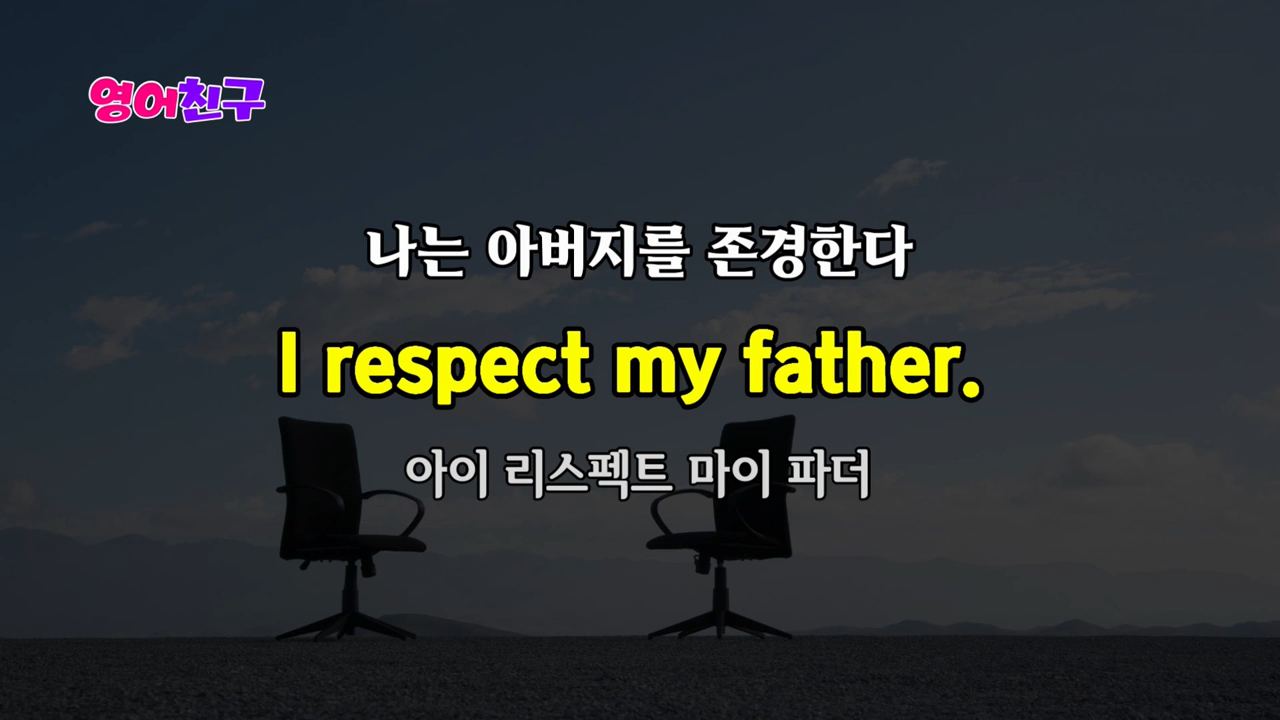 영어친구
나는 아버지를 존경한다
I respect my father.
아이 리스펙트 마이 파더